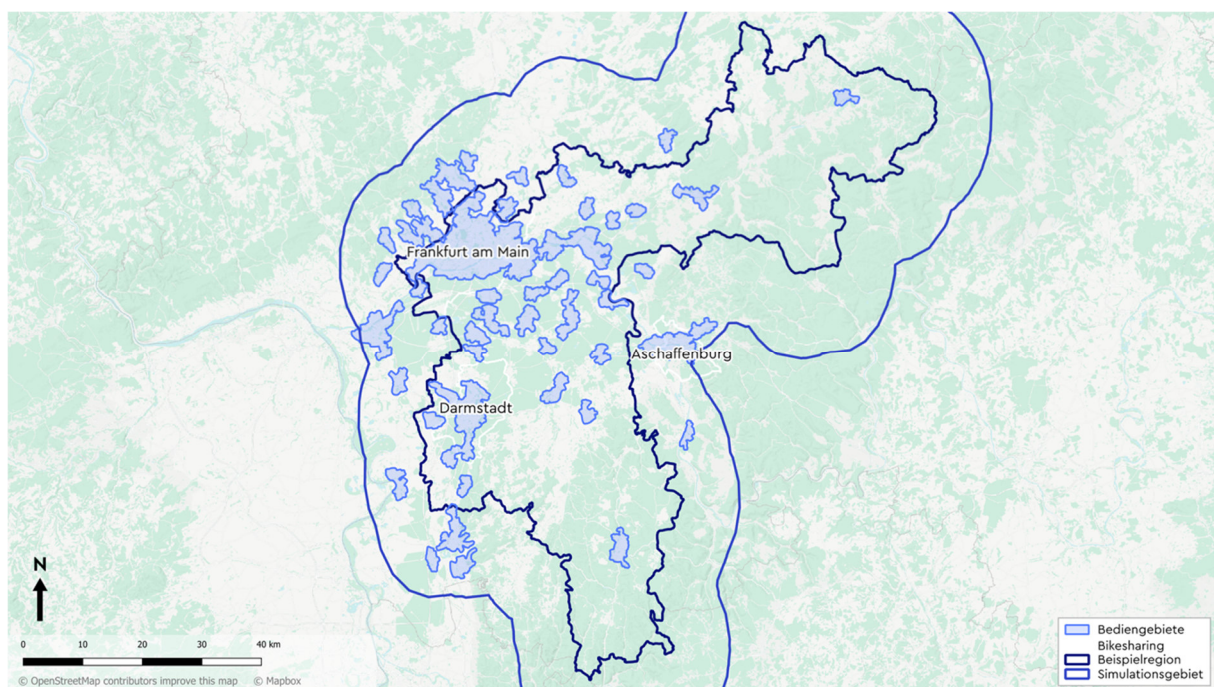 Frankfurt am Main
Aschaffenburg
Darmstadt
N
0 10 20 30 40 km
© OpenStreetMap contributors improve this map © Mapbox
Bediengebiete
Bikesharing
Beispielregion
Simulationsgebiet